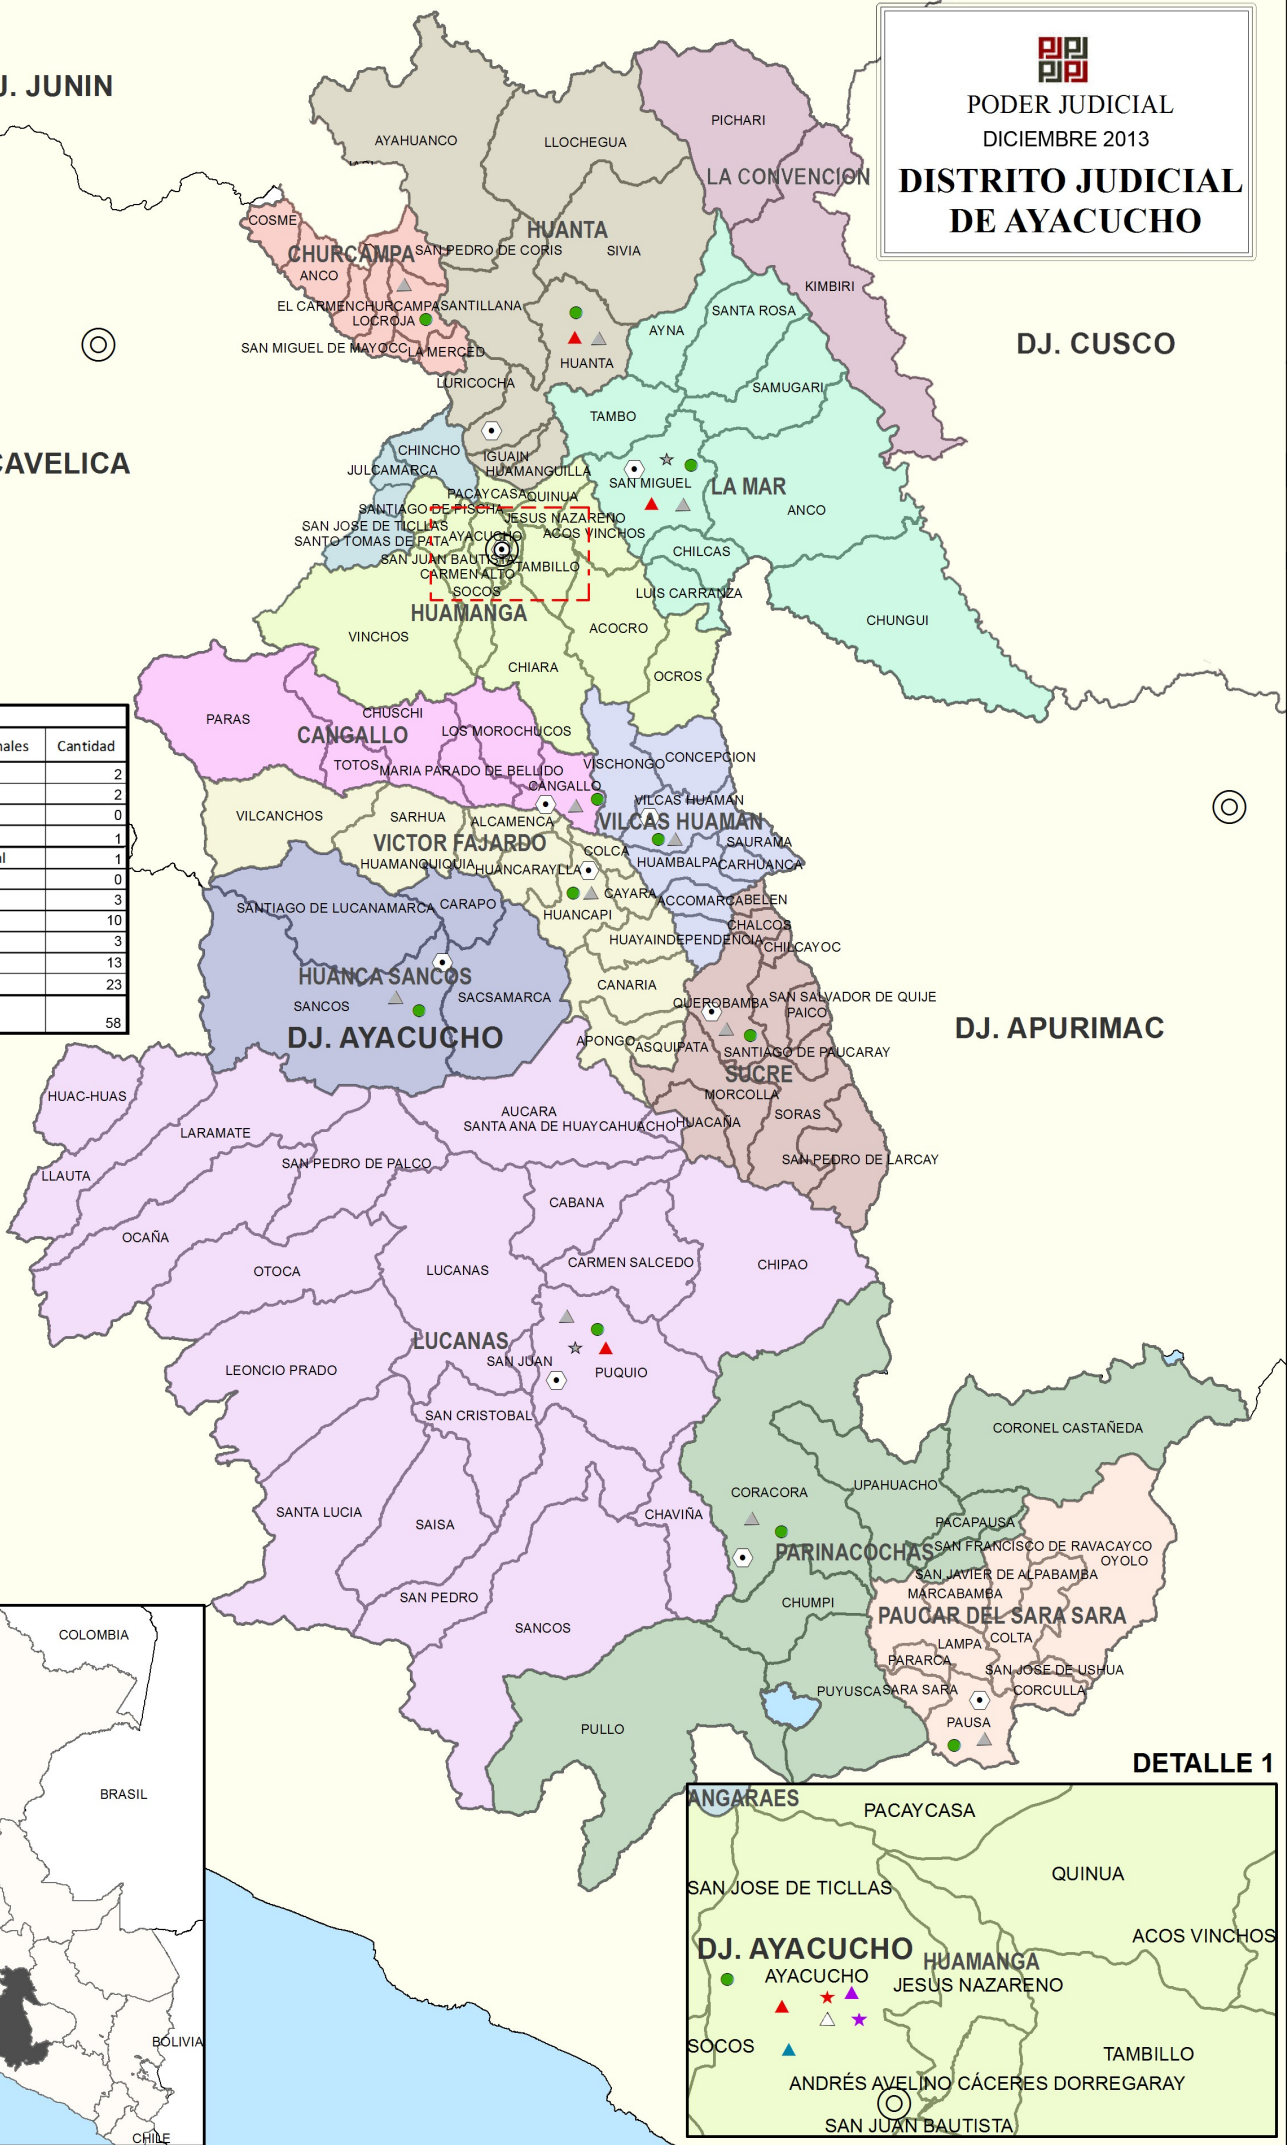 PJPJ
PJPJ
PODER JUDICIAL
DICIEMBRE 2013
DISTRITO JUDICIAL
DE AYACUCHO
J. JUNIN
PICHARI
AYAHUANCO
LLOCHEGUA
LA CONVENCION
COSME
HUANTA
CHURCAMPA
SAN PEDRO DE CORIS
SIVIA
ANCO
KIMBIRI
EL CARMEN
CHURCAMPA
SANTILLANA
SANTA ROSA
LOCROJA
AYNA
DJ. CUSCO
SAN MIGUEL DE MAYOCC
LA MERCED
HUANTA
LURICOCHA
SAMUGARI
TAMBO
CHINCHO
IGUAIN
CAVELICA
JULCAMARCA
HUAMANGUILLA
SAN MIGUEL
LA MAR
PACAYCASA
QUINUA
SANTIAGO DE PISCHA
JESUS NAZARENO
ANCO
SAN JOSE DE TICLLAS
AYACUCHO
ACOS VINCHOS
SANTO TOMAS DE PATA
CHILCAS
SAN JUAN BAUTISTA
TAMBILLO
CARMEN ALTO
SOCOS
LUIS CARRANZA
HUAMANGA
CHUNGUI
VINCHOS
ACOCRO
CHIARA
OCROS
PARAS
CHUSCHI
CANGALLO
LOS MOROCHUCOS
nales
Cantidad
TOTOS
MARIA PARADO DE BELLIDO
VISCHONGO
CONCEPCION
2
CANGALLO
2
VILCAS HUAMAN
0
VILCANCHOS
SARHUA
ALCAMENCA
VILCAS HUAMAN
1
VICTOR FAJARDO
COLCA
SAURAMA
al
1
HUAMANQUIQUIA
HUANCARAYLLA
HUAMBALPA
CARHUANCA
0
3
CAYARA
ACCOMARCA
BELEN
SANTIAGO DE LUCANAMARCA
CARAPO
HUANCAPI
10
CHALCOS
3
HUAYA
INDEPENDENCIA
CHILCAYOC
13
HUANCA SANCOS
CANARIA
23
SANCOS
SACSAMARCA
QUEROBAMBA
SAN SALVADOR DE QUIJE
PAICO
58
DJ. AYACUCHO
DJ. APURIMAC
APONGO
ASQUIPATA
SANTIAGO DE PAUCARAY
SUCRE
HUAC-HUAS
MORCOLLA
AUCARA
SORAS
SANTA ANA DE HUAYCAHUACHO
HUACAÑA
LARAMATE
SAN PEDRO DE PALCO
SAN PEDRO DE LARCAY
LLAUTA
CABANA
OCAÑA
OTOCA
LUCANAS
CARMEN SALCEDO
CHIPAO
LUCANAS
SAN JUAN
LEONCIO PRADO
PUQUIO
SAN CRISTOBAL
CORONEL CASTAÑEDA
CORACORA
UPAHUACHO
SANTA LUCIA
CHAVIÑA
SAISA
PACAPAUSA
PARINACOCHAS
SAN FRANCISCO DE RAVACAYCO
OYOLO
SAN JAVIER DE ALPABAMBA
SAN PEDRO
MARCABAMBA
CHUMPI
PAUCAR DEL SARA SARA
SANCOS
COLOMBIA
LAMPA
COLTA
PARARCA
SAN JOSE DE USHUA
PUYUSCA
SARA SARA
CORCULLA
PULLO
PAUSA
DETALLE 1
BRASIL
ANGARAES
PACAYCASA
QUINUA
SAN JOSE DE TICLLAS
ACOS VINCHOS
DJ. AYACUCHO
HUAMANGA
AYACUCHO
JESUS NAZARENO
BOLIVIA
SOCOS
TAMBILLO
ANDRÉS AVELINO CÁCERES DORREGARAY
SAN JUAN BAUTISTA
CHILE